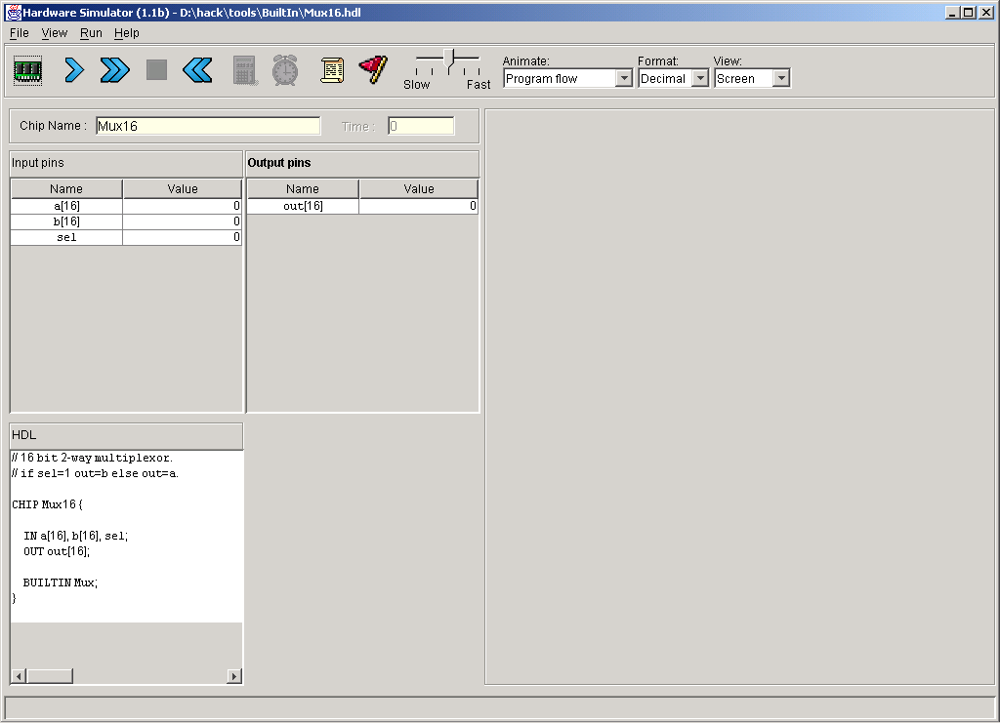 Hardware Simulator (1.1b) - D:\hack\tools\BuiltIn\Mux16.hdl
File View Run Help
Slow Fast
Animate: Format: View:
Program flow Decimal Screen
Chip Name : Mux16 Time : 0
Input pins Output pins
Name Value Name Value
a[16] 0 out[16] 0
b[16] 0
sel 0
HDL
// 16 bit 2-way multiplexor.
// if sel=1 out=b else out=a.
CHIP Mux16 {
IN a[16], b[16], sel;
OUT out[16];
BUILTIN Mux;
}